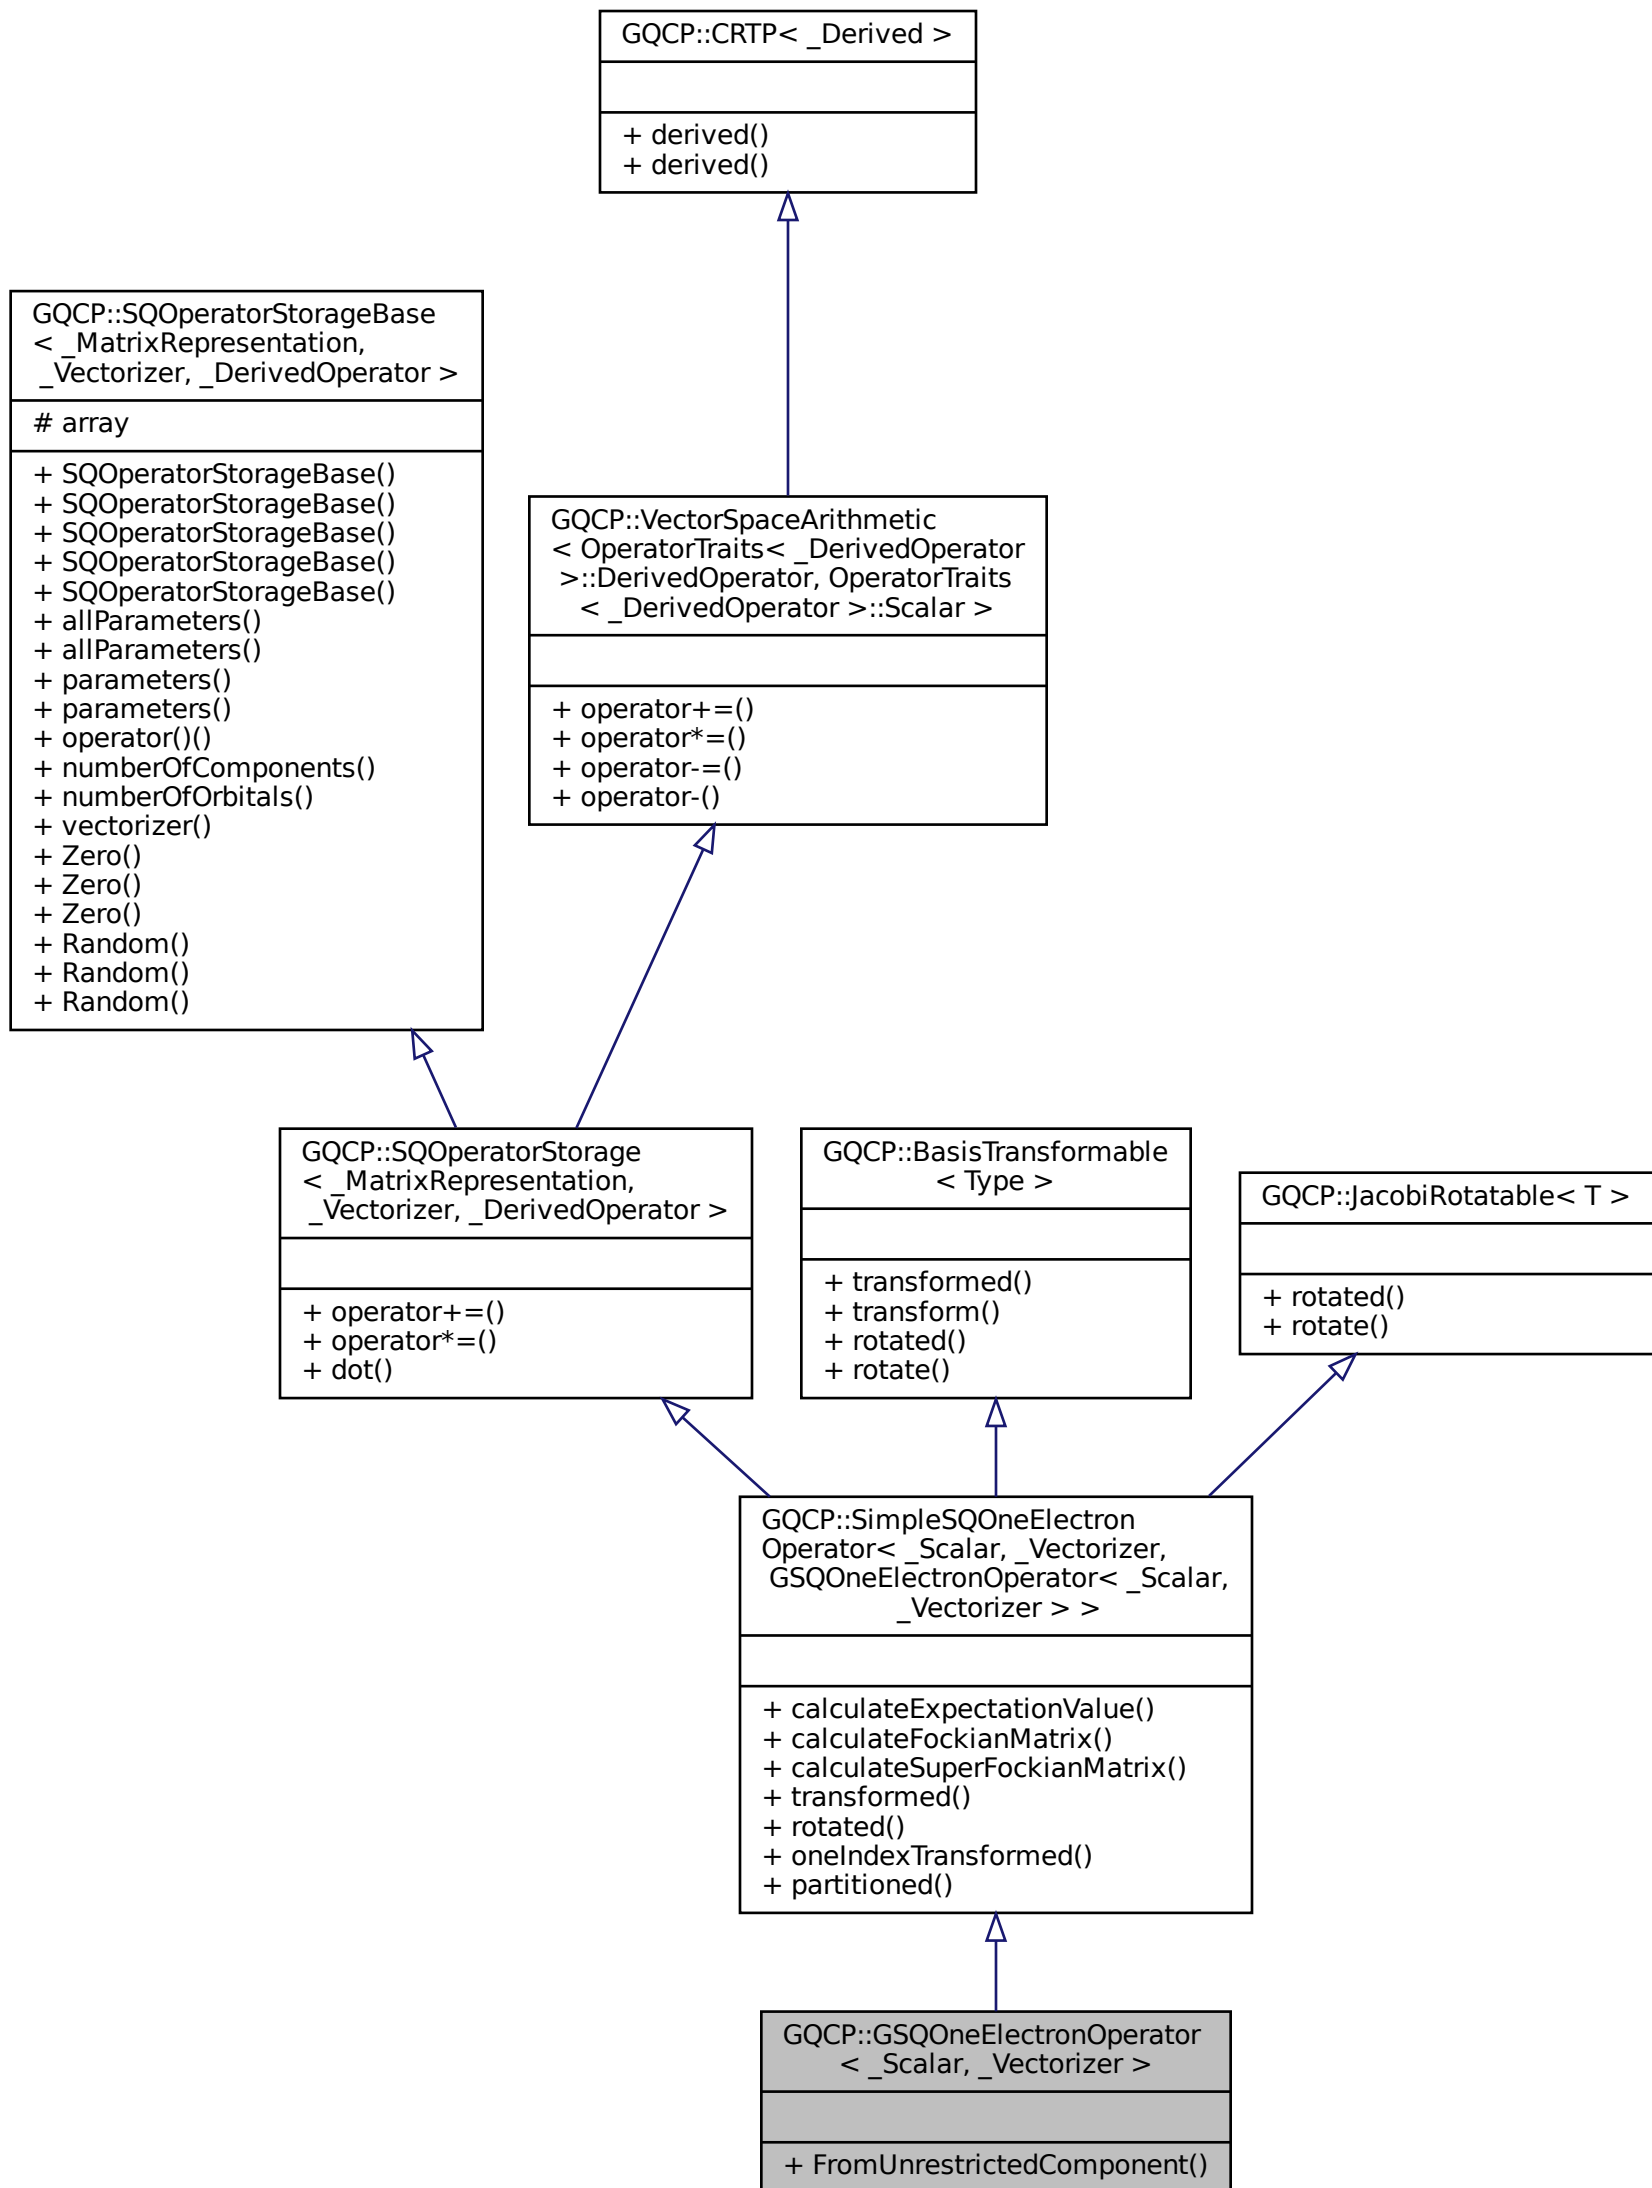 GQCP::CRTP< _Derived >
+ derived()
+ derived()
GQCP::SQOperatorStorageBase
< _MatrixRepresentation,
_Vectorizer, _DerivedOperator >
# array
+ SQOperatorStorageBase()
+ SQOperatorStorageBase()
+ SQOperatorStorageBase()
+ SQOperatorStorageBase()
+ SQOperatorStorageBase()
+ allParameters()
+ allParameters()
+ parameters()
+ parameters()
+ operator()()
+ numberOfComponents()
+ numberOfOrbitals()
+ vectorizer()
+ Zero()
+ Zero()
+ Zero()
+ Random()
+ Random()
+ Random()
GQCP::VectorSpaceArithmetic
< OperatorTraits< _DerivedOperator
>::DerivedOperator, OperatorTraits
< _DerivedOperator >::Scalar >
+ operator+=()
+ operator*=()
+ operator-=()
+ operator-()
GQCP::SQOperatorStorage
< _MatrixRepresentation,
_Vectorizer, _DerivedOperator >
+ operator+=()
+ operator*=()
+ dot()
GQCP::BasisTransformable
< Type >
+ transformed()
+ transform()
+ rotated()
+ rotate()
GQCP::JacobiRotatable< T >
+ rotated()
+ rotate()
GQCP::SimpleSQOneElectron
Operator< _Scalar, _Vectorizer,
GSQOneElectronOperator< _Scalar,
_Vectorizer > >
+ calculateExpectationValue()
+ calculateFockianMatrix()
+ calculateSuperFockianMatrix()
+ transformed()
+ rotated()
+ oneIndexTransformed()
+ partitioned()
GQCP::GSQOneElectronOperator
< _Scalar, _Vectorizer >
+ FromUnrestrictedComponent()